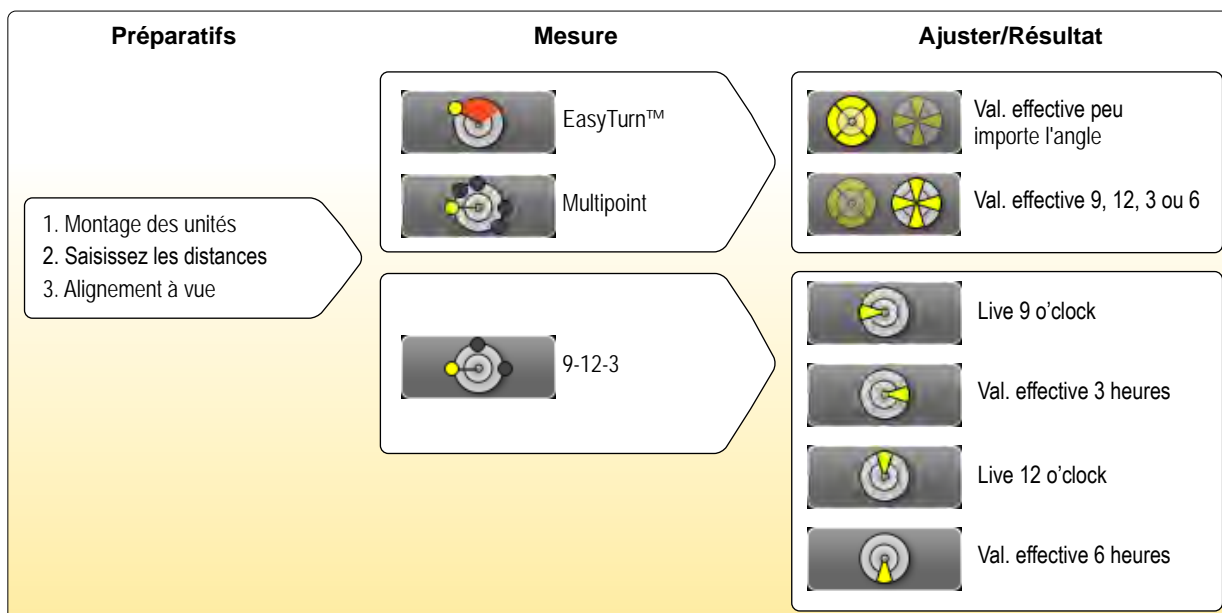 Préparatifs
Mesure
Ajuster/Résultat
1. Montage des unités
2. Saisissez les distances
3. Alignement à vue
EasyTurn™
Multipoint
9-12-3
Val. effective peu
importe l'angle
Val. effective 9, 12, 3 ou 6
Live 9 o’clock
Val. effective 3 heures
Live 12 o’clock
Val. effective 6 heures